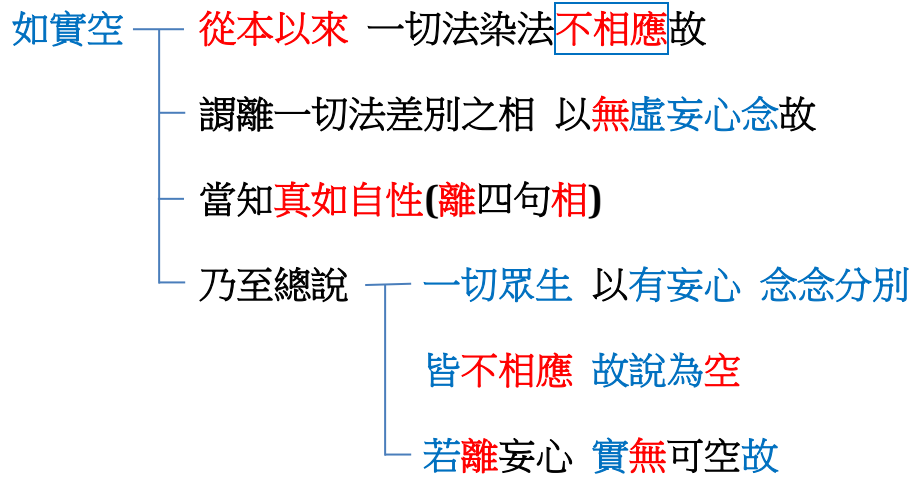 如實空 從本以來 一切法染法不相應故
謂離一切法差別之相 以無虛妄心念故
當知真如自性(離四句相)
乃至總說 一切眾生 以有妄心 念念分別
皆不相應 故說為空
若離妄心 實無可空故